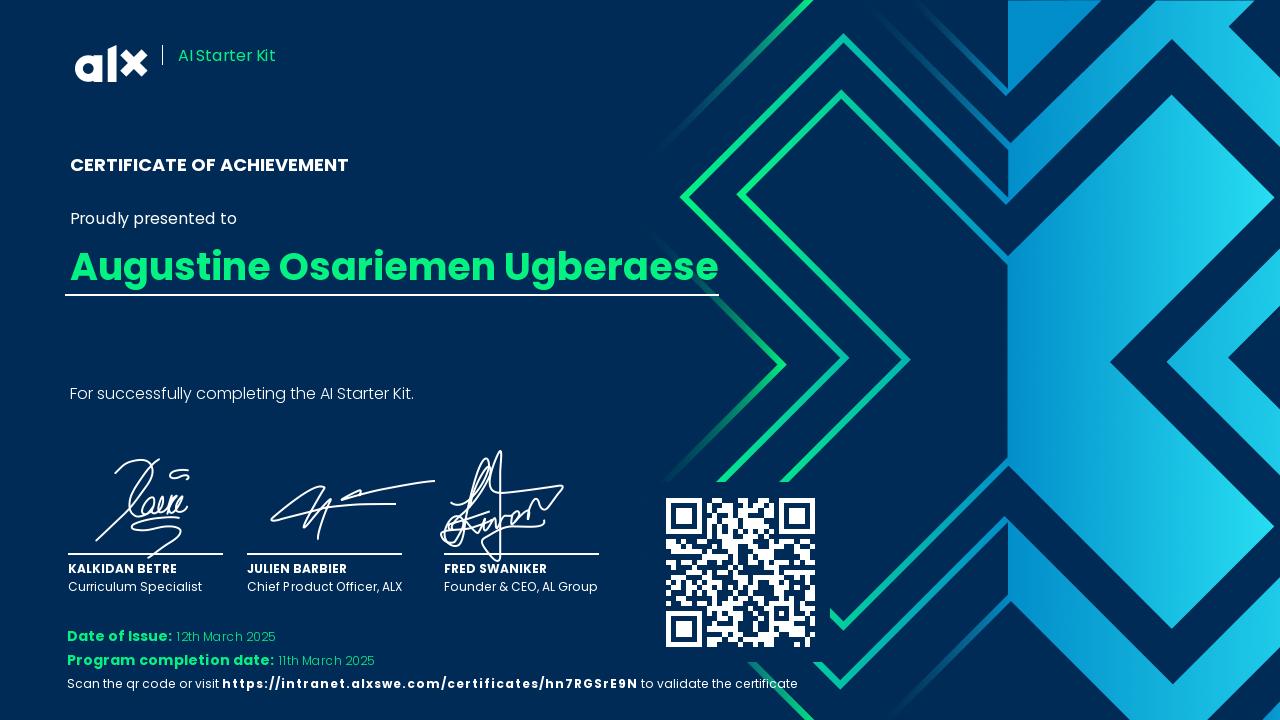 alx | AI Starter Kit
CERTIFICATE OF ACHIEVEMENT
Proudly presented to
Augustine Osariemen Ugberaese
For successfully completing the AI Starter Kit.
KALKIDAN BETRE
Curriculum Specialist
JULIEN BARBIER
Chief Product Officer, ALX
FRED SWANIKER
Founder & CEO, AL Group
Date of Issue: 12th March 2025
Program completion date: 11th March 2025
Scan the qr code or visit https://intranet.alxswe.com/certificates/hn7RGSrE9N to validate the certificate